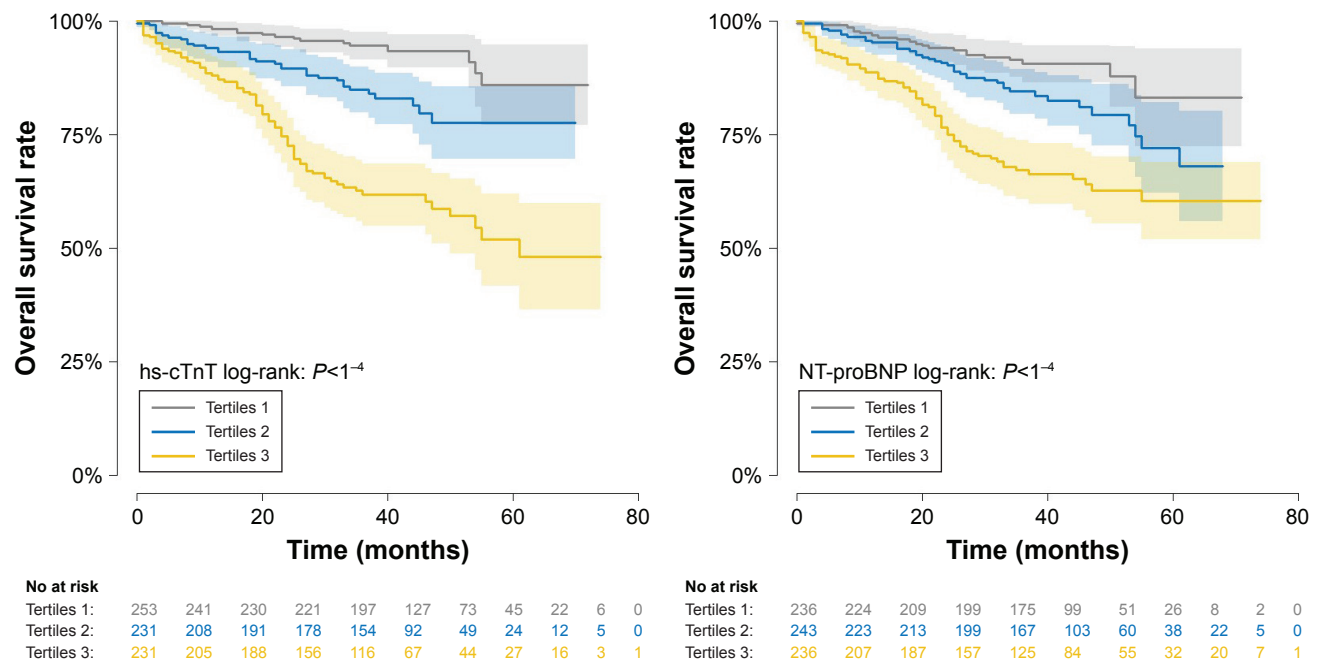 100%
75%
50%
25%
0%
Overall survival rate
hs-cTnT log-rank: P<1⁻⁴
Tertiles 1
Tertiles 2
Tertiles 3
0 20 40 60 80
Time (months)
No at risk
Tertiles 1: 253 241 230 221 197 127 73 45 22 6 0
Tertiles 2: 231 208 191 178 154 92 49 24 12 5 0
Tertiles 3: 231 205 188 156 116 67 44 27 16 3 1
100%
75%
50%
25%
0%
Overall survival rate
NT-proBNP log-rank: P<1⁻⁴
Tertiles 1
Tertiles 2
Tertiles 3
0 20 40 60 80
Time (months)
No at risk
Tertiles 1: 236 224 209 199 175 99 51 26 8 2 0
Tertiles 2: 243 223 213 199 167 103 60 38 22 5 0
Tertiles 3: 236 207 187 157 125 84 55 32 20 7 1